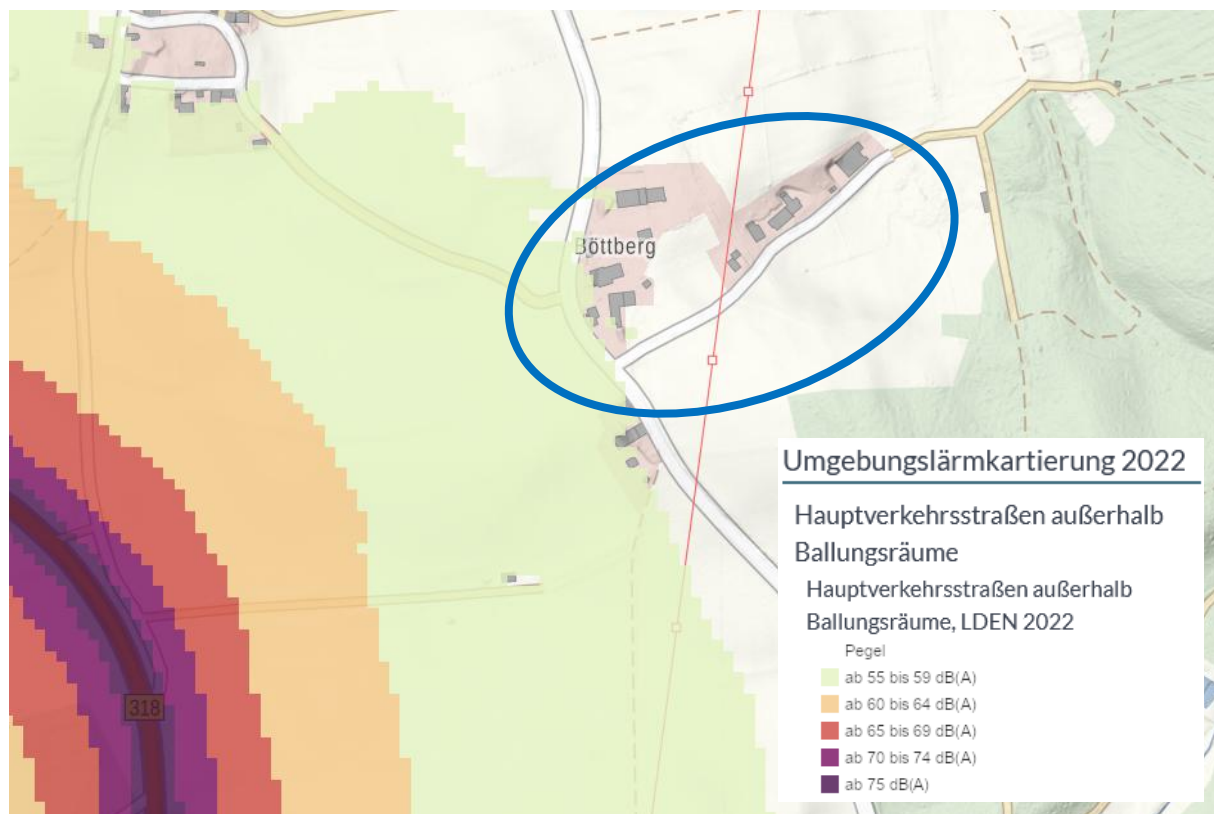 Böttberg
318
Umgebungslärmkartierung 2022
Hauptverkehrsstraßen außerhalb
Ballungsräume
Hauptverkehrsstraßen außerhalb
Ballungsräume, LDEN 2022
Pegel
ab 55 bis 59 dB(A)
ab 60 bis 64 dB(A)
ab 65 bis 69 dB(A)
ab 70 bis 74 dB(A)
ab 75 dB(A)